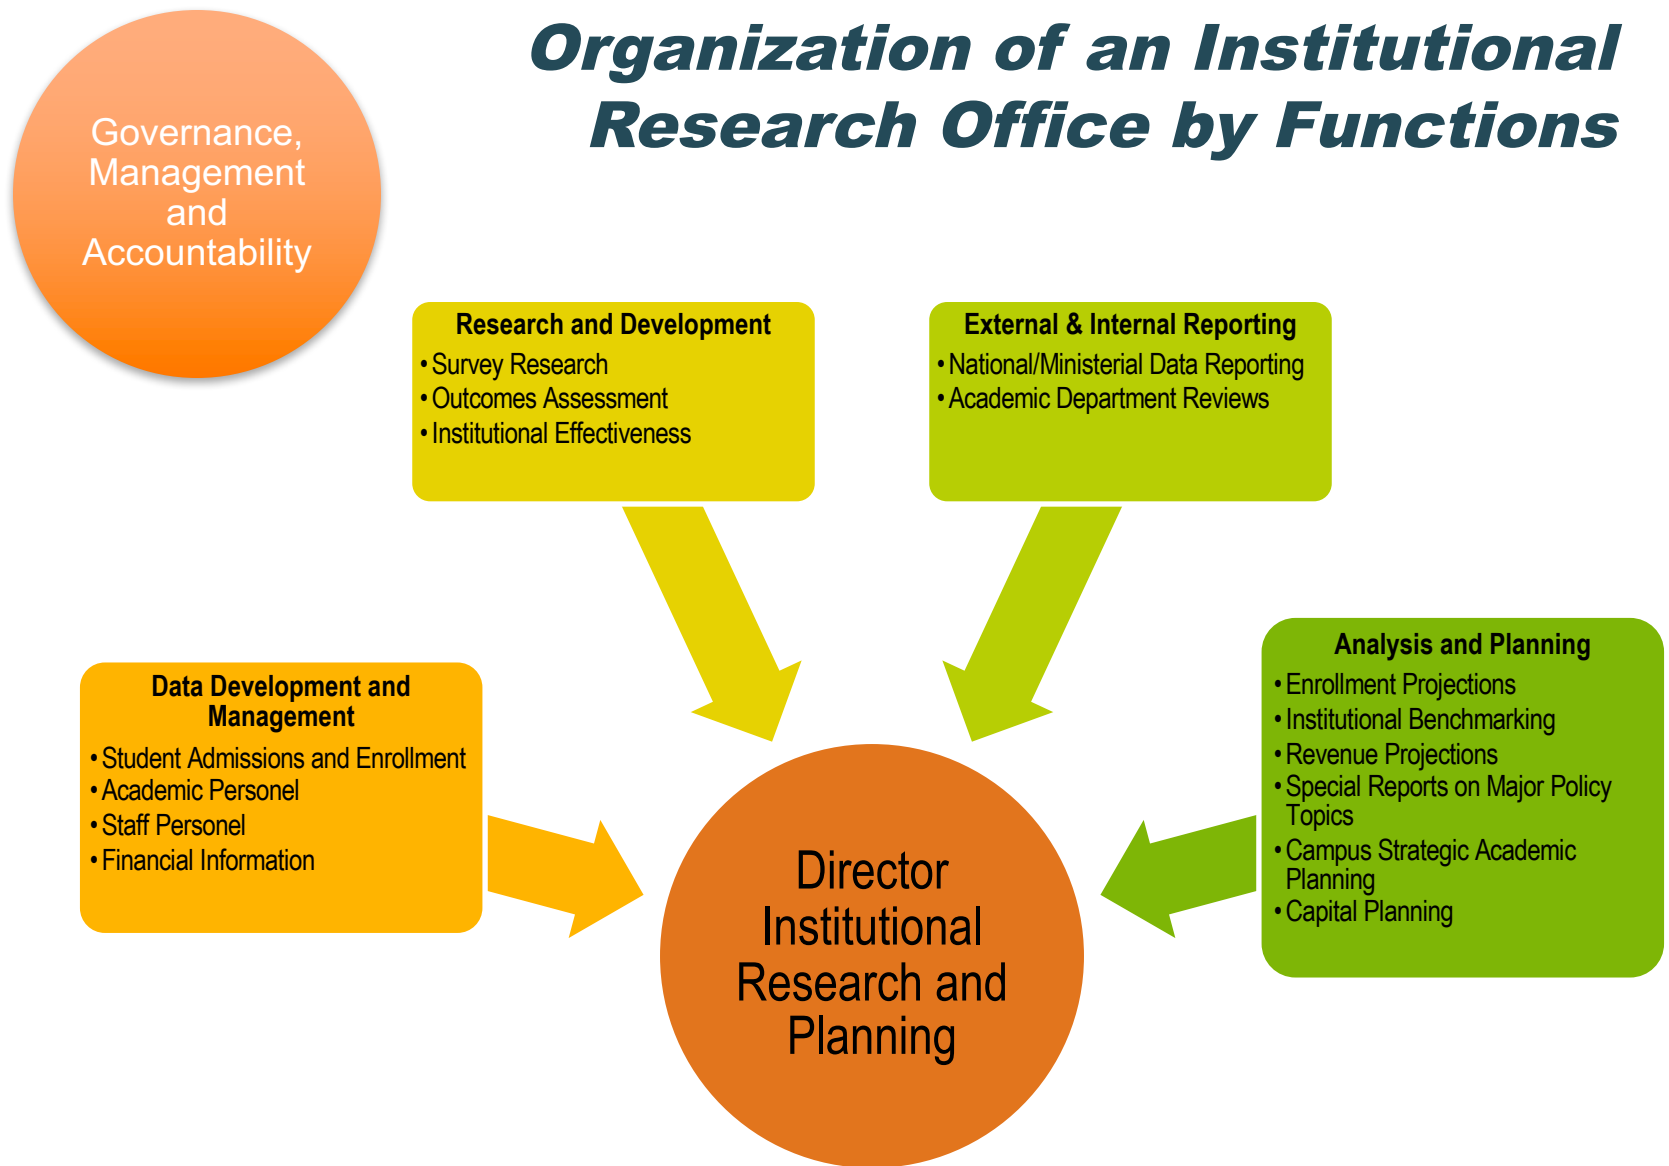 Organization of an Institutional
Research Office by Functions
Governance,
Management
and
Accountability
Research and Development
•Survey Research
•Outcomes Assessment
•Institutional Effectiveness
External & Internal Reporting
•National/Ministerial Data Reporting
•Academic Department Reviews
Data Development and
Management
•Student Admissions and Enrollment
•Academic Personel
•Staff Personel
•Financial Information
Analysis and Planning
•Enrollment Projections
•Institutional Benchmarking
•Revenue Projections
•Special Reports on Major Policy
Topics
•Campus Strategic Academic
Planning
•Capital Planning
Director
Institutional
Research and
Planning